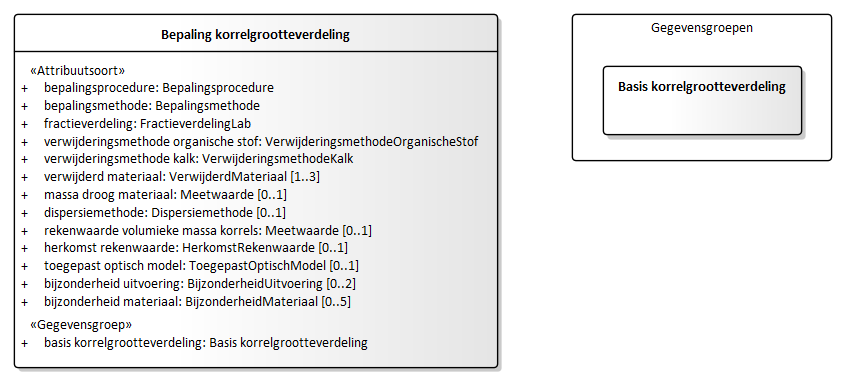 Bepaling korrelgrootteverdeling
«Attribuutsoort»
+ bepalingsprocedure: Bepalingsprocedure
+ bepalingsmethode: Bepalingsmethode
+ fractieverdeling: FractieverdelingLab
+ verwijderingsmethode organische stof: VerwijderingsmethodeOrganischeStof
+ verwijderingsmethode kalk: VerwijderingsmethodeKalk
+ verwijderd materiaal: VerwijderdMateriaal [1..3]
+ massa droog materiaal: Meetwaarde [0..1]
+ dispersiemethode: Dispersiemethode [0..1]
+ rekenwaarde volumieke massa korrels: Meetwaarde [0..1]
+ herkomst rekenwaarde: HerkomstRekenwaarde [0..1]
+ toegepast optisch model: ToegepastOptischModel [0..1]
+ bijzonderheid uitvoering: BijzonderheidUitvoering [0..2]
+ bijzonderheid materiaal: BijzonderheidMateriaal [0..5]
«Gegevensgroep»
+ basis korrelgrootteverdeling: Basis korrelgrootteverdeling
Gegevensgroepen
Basis korrelgrootteverdeling